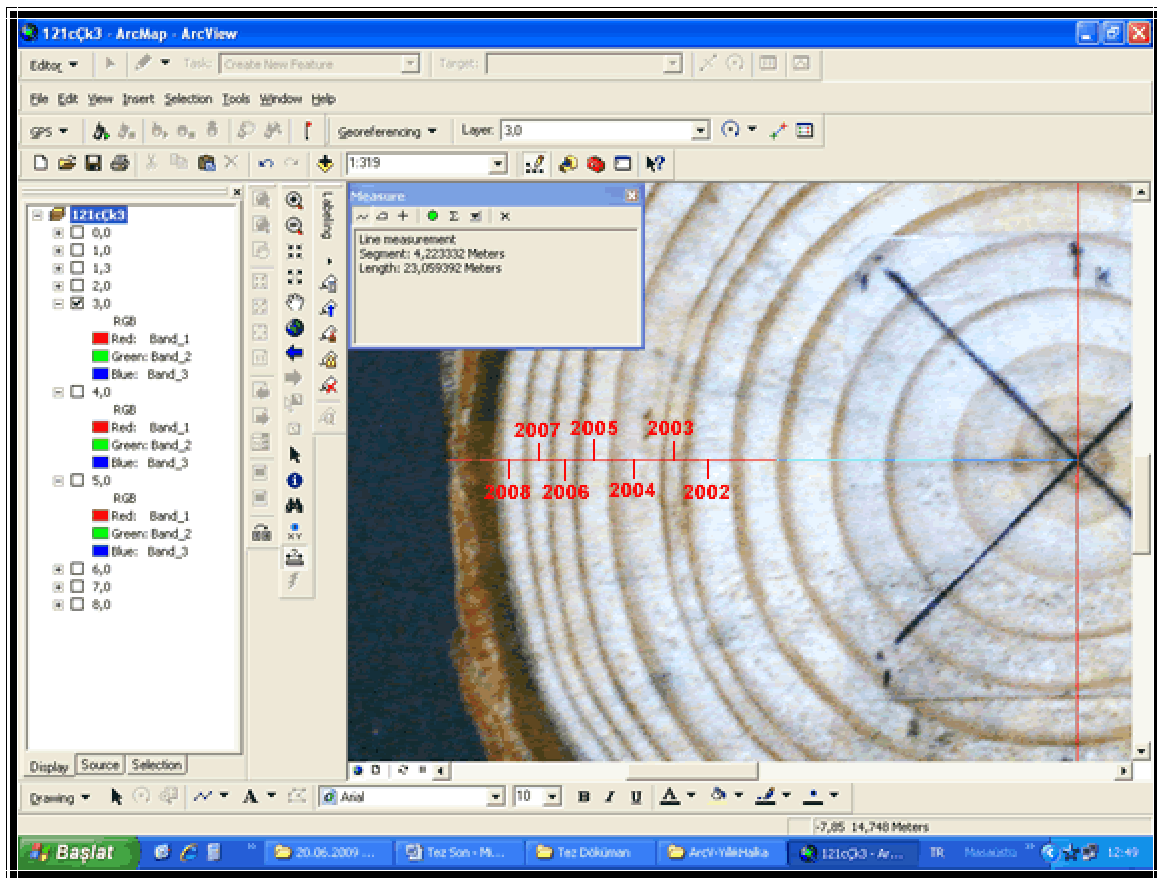 121cÇk3 - ArcMap - ArcView
Editor Task: Create New Feature Target:
File Edit View Insert Selection Tools Window Help
GPS Georeferencing Layer: 3,0
1:319
121cÇk3
0,0
1,0
1,3
2,0
3,0
RGB
Red: Band_1
Green: Band_2
Blue: Band_3
4,0
RGB
Red: Band_1
Green: Band_2
Blue: Band_3
5,0
RGB
Red: Band_1
Green: Band_2
Blue: Band_3
6,0
7,0
8,0
Display Source Selection
Labeling
Measure
Line measurement
Segment: 4,223332 Meters
Length: 23,059392 Meters
2007 2005 2003
2008 2006 2004 2002
K
Drawing A Arial 10 B I U A
-7,85 14,748 Meters
Başlat 20.06.2009 ... Tez Son - Mi... Tez Döküman ArcV-YıllıkHalka 121cÇk3 - Ar... TR Masaüstü 12:49